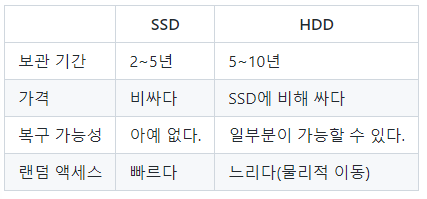 SSD HDD
보관 기간 2~5년 5~10년
가격 비싸다 SSD에 비해 싸다
복구 가능성 아예 없다. 일부분이 가능할 수 있다.
랜덤 액세스 빠르다 느리다(물리적 이동)